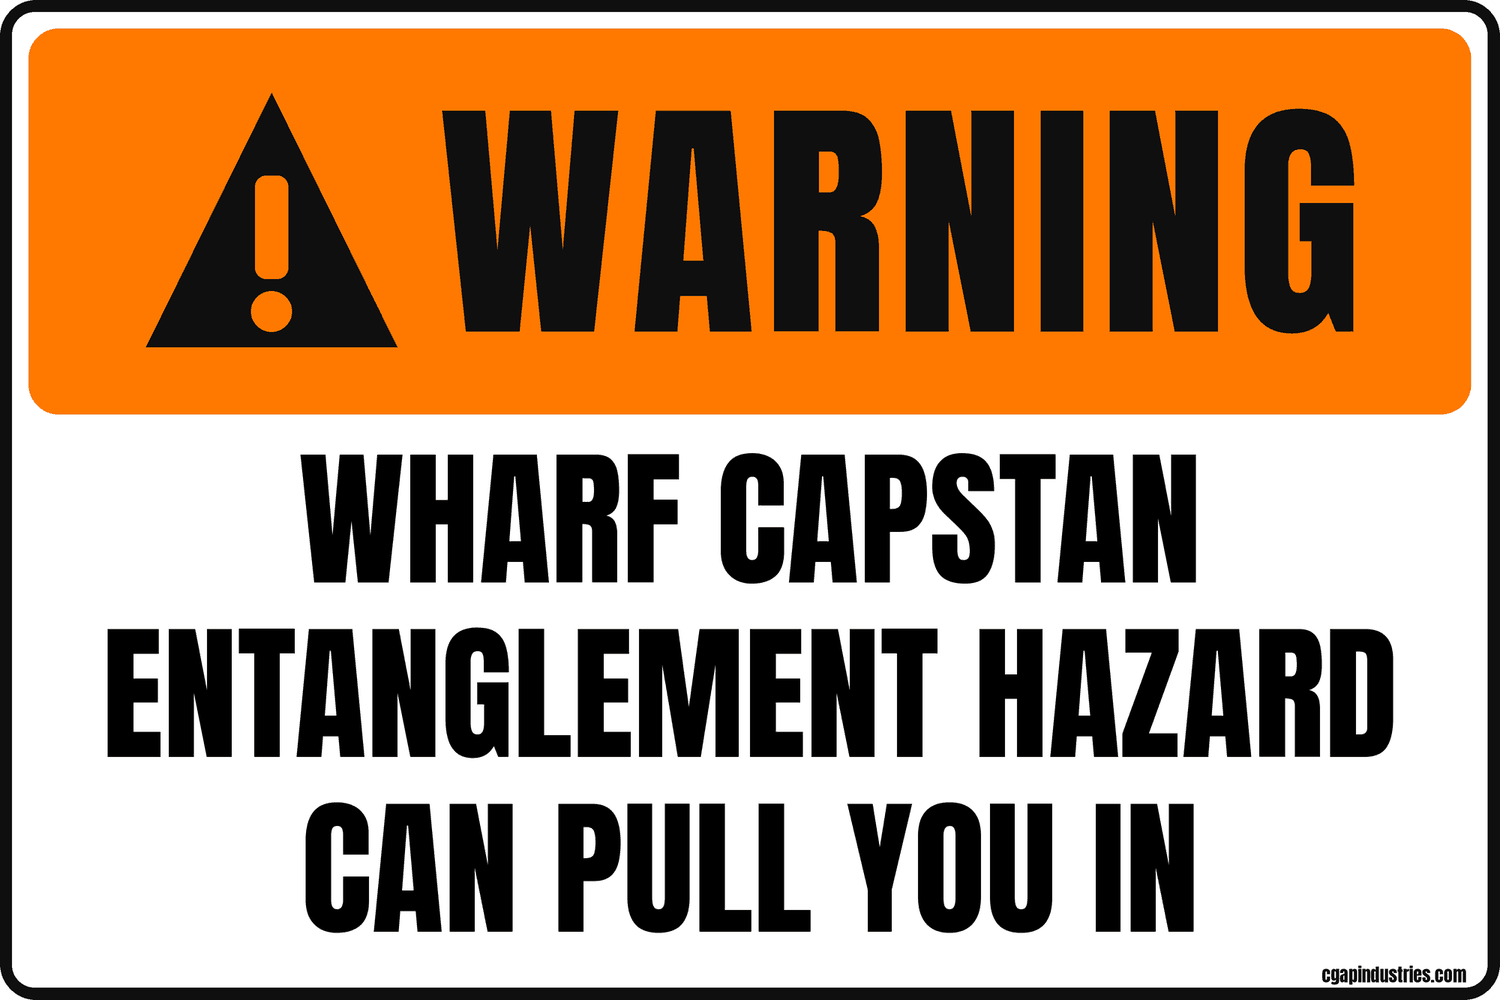 WARNING
WHARF CAPSTAN
ENTANGLEMENT HAZARD
CAN PULL YOU IN
cgapindustries.com